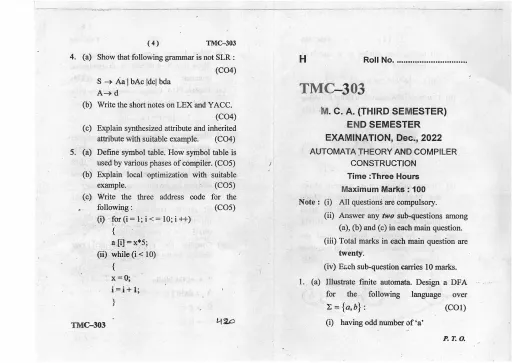 ( 4 ) TMC-303
4. (a) Show that following grammar is not SLR :
(CO4)
S → Aa | bAc |dc| bda
A → d
(b) Write the short notes on LEX and YACC.
(CO4)
(c) Explain synthesized attribute and inherited
attribute with suitable example. (CO4)
5. (a) Define symbol table. How symbol table is
used by various phases of compiler. (CO5)
(b) Explain local optimization with suitable
example. (CO5)
(c) Write the three address code for the
following : (CO5)
(i) for (i = 1; i < = 10; i ++)
{
a [i] = x*5;
(ii) while (i < 10)
{
x = 0;
i = i + 1;
}
TMC-303 420
H Roll No. ..............................
TMC-303
M. C. A. (THIRD SEMESTER)
END SEMESTER
EXAMINATION, Dec., 2022
AUTOMATA THEORY AND COMPILER
CONSTRUCTION
Time :Three Hours
Maximum Marks : 100
Note : (i) All questions are compulsory.
(ii) Answer any two sub-questions among
(a), (b) and (c) in each main question.
(iii) Total marks in each main question are
twenty.
(iv) Each sub-question carries 10 marks.
1. (a) Illustrate finite automata. Design a DFA
for the following language over
Σ = {a, b} : (CO1)
(i) having odd number of 'a'
P. T. O.